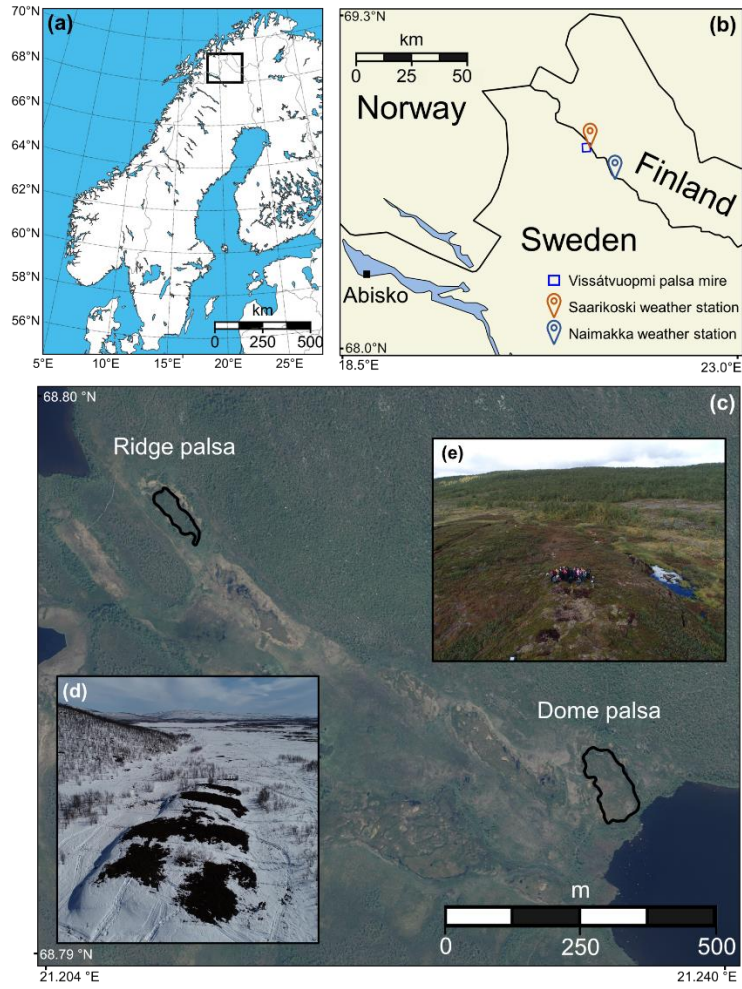 70°N
(a)
68°N
66°N
64°N
62°N
60°N
58°N
56°N
km
0 250 500
5°E 10°E 15°E 20°E 25°E
69.3°N
(b)
km
0 25 50
Norway
Finland
Sweden
Abisko
Vissátvuopmi palsa mire
Saarikoski weather station
Naimakka weather station
68.0°N
18.5°E
23.0°E
68.80 °N
(c)
Ridge palsa
(e)
(d)
Dome palsa
m
0 250 500
68.79 °N
21.204 °E
21.240 °E